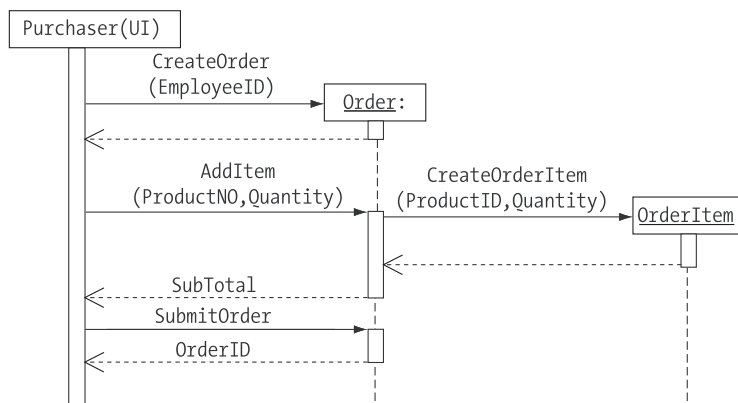 Purchaser(UI)
CreateOrder
(EmployeeID)
Order:
AddItem
(ProductNO,Quantity)
CreateOrderItem
(ProductID,Quantity)
OrderItem
SubTotal
SubmitOrder
OrderID